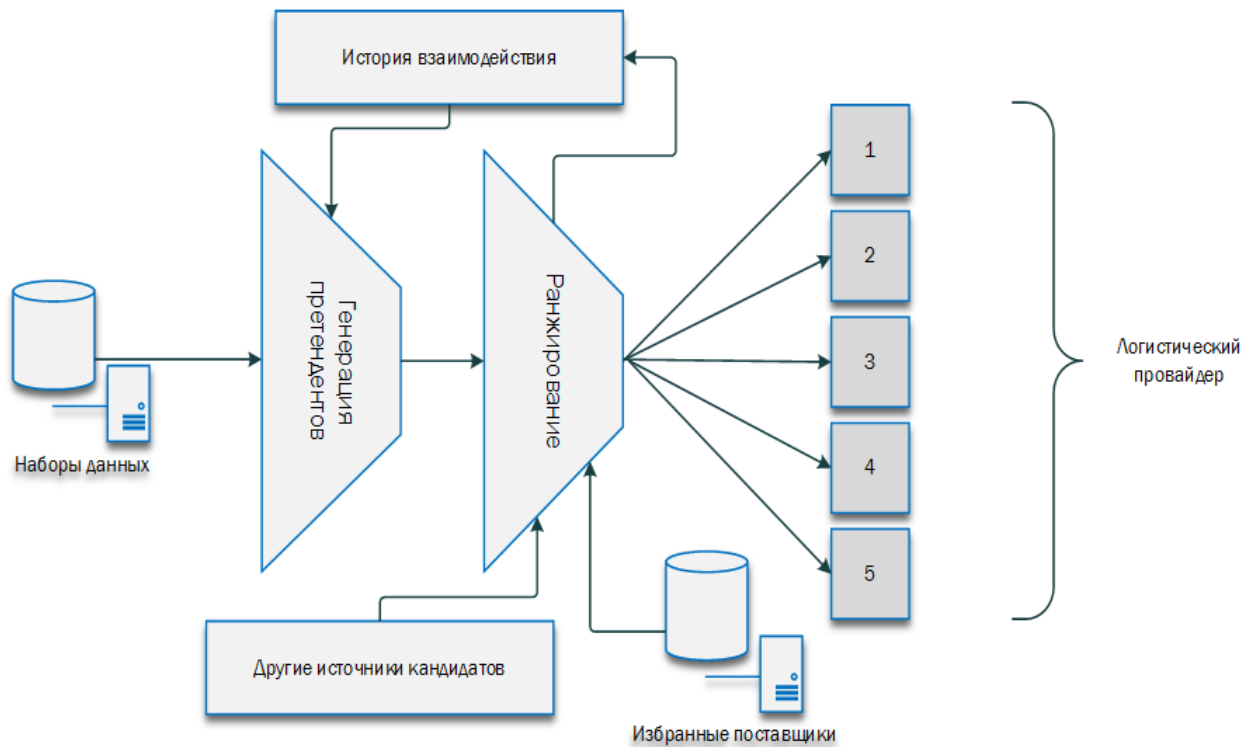 История взаимодействия
Генерация
претендентов
Ранжирование
1
2
3
4
5
Логистический
провайдер
Наборы данных
Другие источники кандидатов
Избранные поставщики